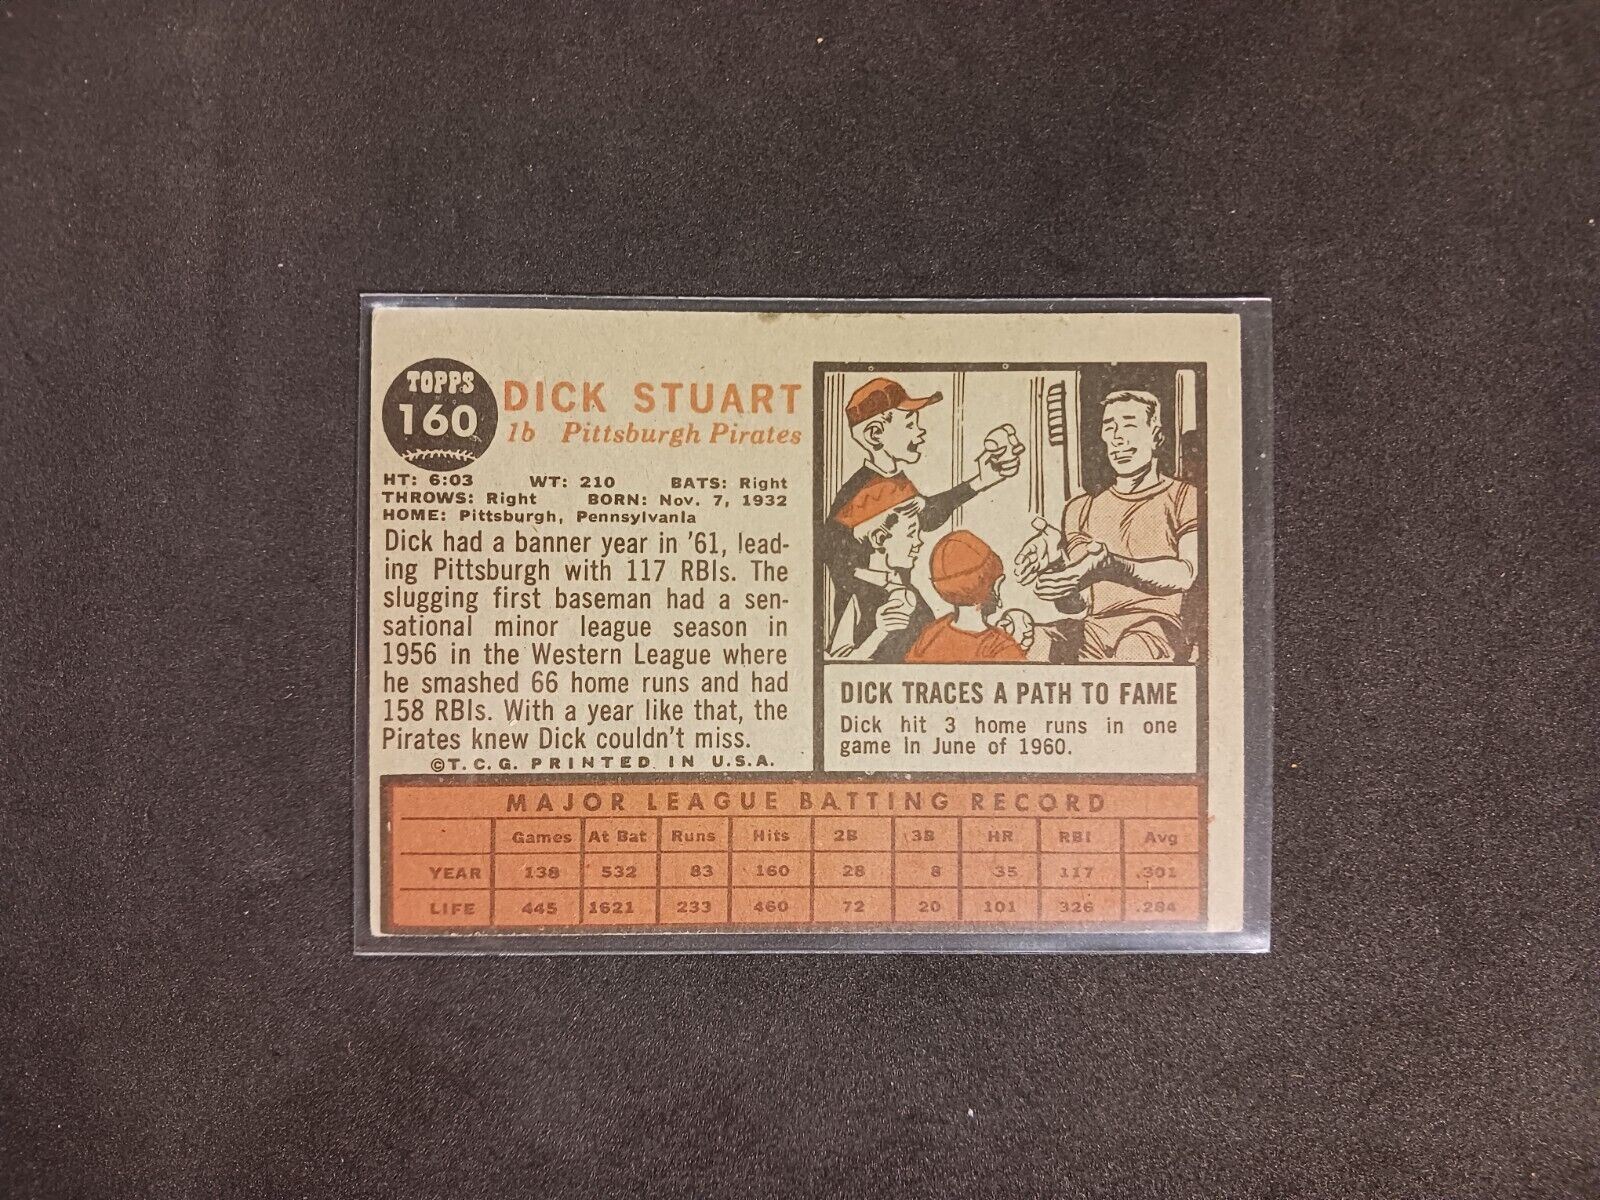 TOPPS
160
DICK STUART
1b Pittsburgh Pirates
HT: 6:03 WT: 210 BATS: Right
THROWS: Right BORN: Nov. 7, 1932
HOME: Pittsburgh, Pennsylvania
Dick had a banner year in '61, lead-
ing Pittsburgh with 117 RBIs. The
slugging first baseman had a sen-
sational minor league season in
1956 in the Western League where
he smashed 66 home runs and had
158 RBIs. With a year like that, the
Pirates knew Dick couldn't miss.
©T.C.G. PRINTED IN U.S.A.
DICK TRACES A PATH TO FAME
Dick hit 3 home runs in one
game in June of 1960.
MAJOR LEAGUE BATTING RECORD
Games At Bat Runs Hits 2B 3B HR RBI Avg
YEAR 138 532 83 160 28 8 35 117 .301
LIFE 445 1621 233 460 72 20 101 326 .284